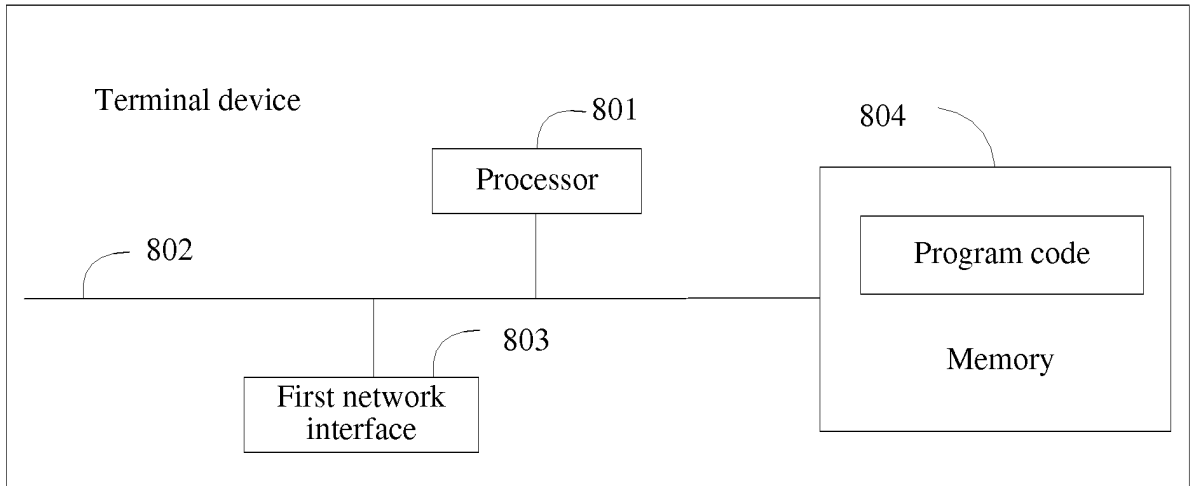 Terminal device
801
804
Processor
802
Program code
803
Memory
First network
interface